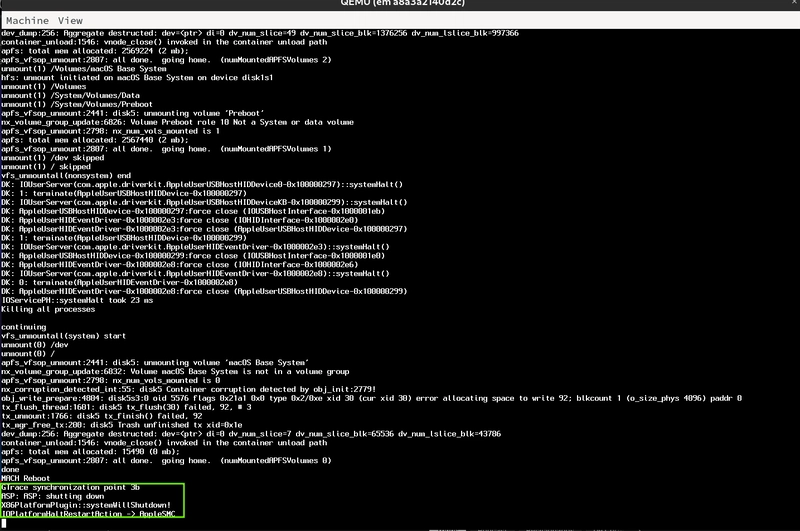 QEMU (em a8a3a2140d2c)
Machine View
dev_dump:256: Aggregate destructed: dev=<ptr> di=0 dv_num_slice=49 dv_num_slice_blk=1376256 dv_num_lslice_blk=997366
container_unload:1546: vnode_close() invoked in the container unload path
apfs: total mem allocated: 2569224 (2 mb);
apfs_vfsop_unmount:2807: all done.  going home.  (numMountedAPFSVolumes 2)
unmount(1) /Volumes/macOS Base System
hfs: unmount initiated on macOS Base System on device disk1s1
unmount(1) /Volumes
unmount(1) /System/Volumes/Data
unmount(1) /System/Volumes/Preboot
apfs_vfsop_unmount:2441: disk5: unmounting volume 'Preboot'
nx_volume_group_update:6826: Volume Preboot role 10 Not a System or data volume
apfs_vfsop_unmount:2798: nx_num_vols_mounted is 1
apfs: total mem allocated: 2567440 (2 mb);
apfs_vfsop_unmount:2807: all done.  going home.  (numMountedAPFSVolumes 1)
unmount(1) /dev skipped
unmount(1) / skipped
vfs_unmountall(nonsystem) end
DK: IOUserServer(com.apple.driverkit.AppleUserUSBHostHIDDevice0-0x100000297)::systemHalt()
DK: 1: terminate(AppleUserUSBHostHIDDevice-0x100000297)
DK: IOUserServer(com.apple.driverkit.AppleUserUSBHostHIDDeviceKB-0x100000299)::systemHalt()
DK: AppleUserUSBHostHIDDevice-0x100000297:force close (IOUSBHostInterface-0x1000001eb)
DK: AppleUserHIDEventDriver-0x1000002e3:force close (IOHIDInterface-0x1000002e0)
DK: AppleUserHIDEventDriver-0x1000002e3:force close (AppleUserUSBHostHIDDevice-0x100000297)
DK: 1: terminate(AppleUserUSBHostHIDDevice-0x100000299)
DK: IOUserServer(com.apple.driverkit.AppleUserHIDEventDriver-0x1000002e3)::systemHalt()
DK: AppleUserUSBHostHIDDevice-0x100000299:force close (IOUSBHostInterface-0x1000001e8)
DK: AppleUserHIDEventDriver-0x1000002e8:force close (IOHIDInterface-0x1000002e6)
DK: IOUserServer(com.apple.driverkit.AppleUserHIDEventDriver-0x1000002e8)::systemHalt()
DK: 0: terminate(AppleUserHIDEventDriver-0x1000002e8)
DK: AppleUserHIDEventDriver-0x1000002e8:force close (AppleUserUSBHostHIDDevice-0x100000299)
IOServicePH::systemHalt took 23 ms
Killing all processes
continuing
vfs_unmountall(system) start
unmount(0) /dev
unmount(0) /
apfs_vfsop_unmount:2441: disk5: unmounting volume 'macOS Base System'
nx_volume_group_update:6832: Volume macOS Base System is not in a volume group
apfs_vfsop_unmount:2798: nx_num_vols_mounted is 0
nx_corruption_detected_int:55: disk5 Container corruption detected by obj_init:2779!
obj_write_prepare:4804: disk5s3:0 oid 5576 flags 0x21a1 0x0 type 0x2/0xe xid 30 (cur xid 30) error allocating space to write 92; blkcount 1 (o_size_phys 4096) paddr 0
tx_flush_thread:1601: disk5 tx_flush(30) failed, 92, # 3
tx_unmount:1766: disk5 tx_finish() failed, 92
tx_mgr_free_tx:200: disk5 Trash unfinished tx xid=0x1e
dev_dump:256: Aggregate destructed: dev=<ptr> di=0 dv_num_slice=7 dv_num_slice_blk=65536 dv_num_lslice_blk=43786
container_unload:1546: vnode_close() invoked in the container unload path
apfs: total mem allocated: 15490 (0 mb);
apfs_vfsop_unmount:2807: all done.  going home.  (numMountedAPFSVolumes 0)
done
MACH Reboot
GTrace synchronization point 3b
ASP: ASP: shutting down
X86PlatformPlugin::systemWillShutdown!
IOPlatformHaltRestartAction -> AppleSMC